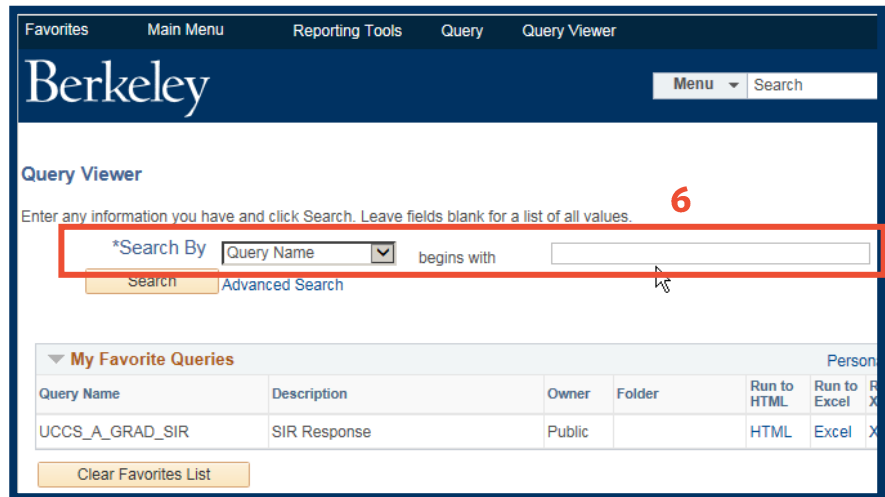 Favorites Main Menu Reporting Tools Query Query Viewer
Berkeley
Menu Search
Query Viewer
6
Enter any information you have and click Search. Leave fields blank for a list of all values.
*Search By Query Name begins with
Search Advanced Search
My Favorite Queries Person
Query Name Description Owner Folder Run to HTML Run to Excel R X
UCCS_A_GRAD_SIR SIR Response Public HTML Excel X
Clear Favorites List